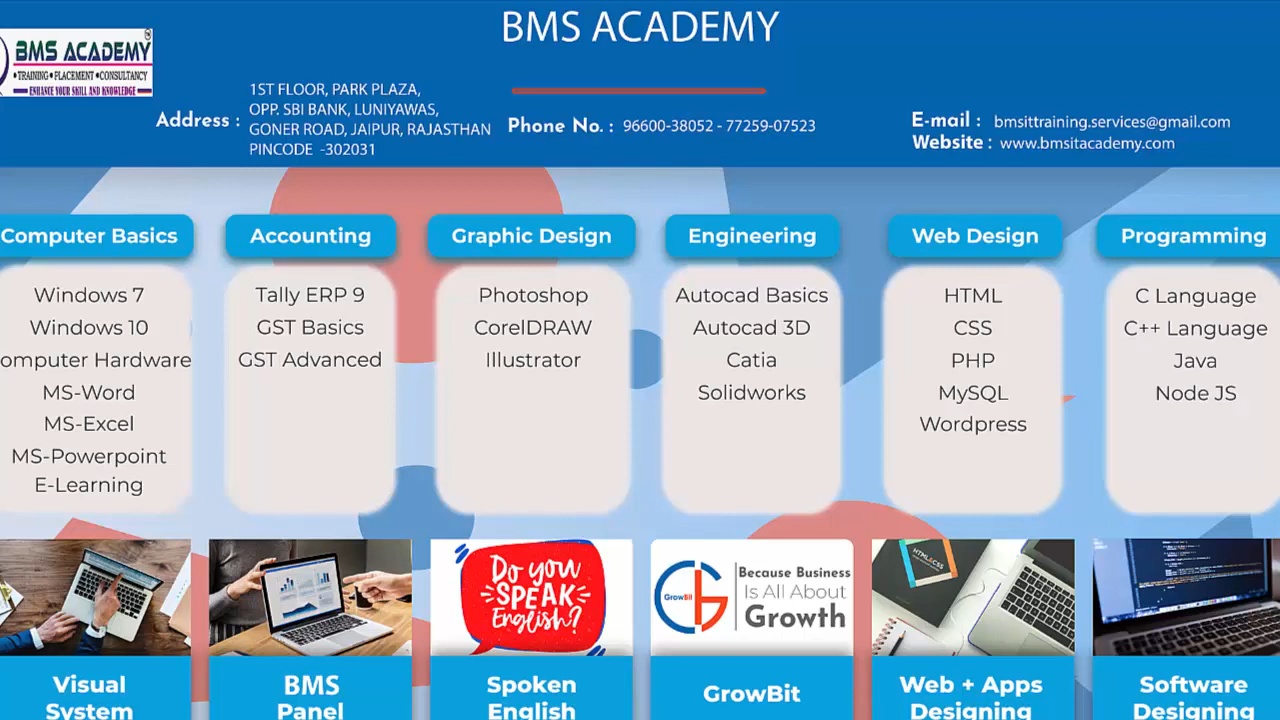 BMS ACADEMY
BMS ACADEMY
TM
• TRAINING • PLACEMENT • CONSULTANCY
ENHANCE YOUR SKILL AND KNOWLEDGE
Address :
1ST FLOOR, PARK PLAZA,
OPP. SBI BANK, LUNIYAWAS,
GONER ROAD, JAIPUR, RAJASTHAN
PINCODE -302031
Phone No. : 96600-38052 - 77259-07523
E-mail : bmsittraining.services@gmail.com
Website : www.bmsitacademy.com
Computer Basics
Windows 7
Windows 10
omputer Hardware
MS-Word
MS-Excel
MS-Powerpoint
E-Learning
Accounting
Tally ERP 9
GST Basics
GST Advanced
Graphic Design
Photoshop
CorelDRAW
Illustrator
Engineering
Autocad Basics
Autocad 3D
Catia
Solidworks
Web Design
HTML
CSS
PHP
MySQL
Wordpress
Programming
C Language
C++ Language
Java
Node JS
Do you
SPEAK
English?
GrowBit
Because Business
Is All About
Growth
HTML&CSS
Visual
System
BMS
Panel
Spoken
English
GrowBit
Web + Apps
Designing
Software
Designing